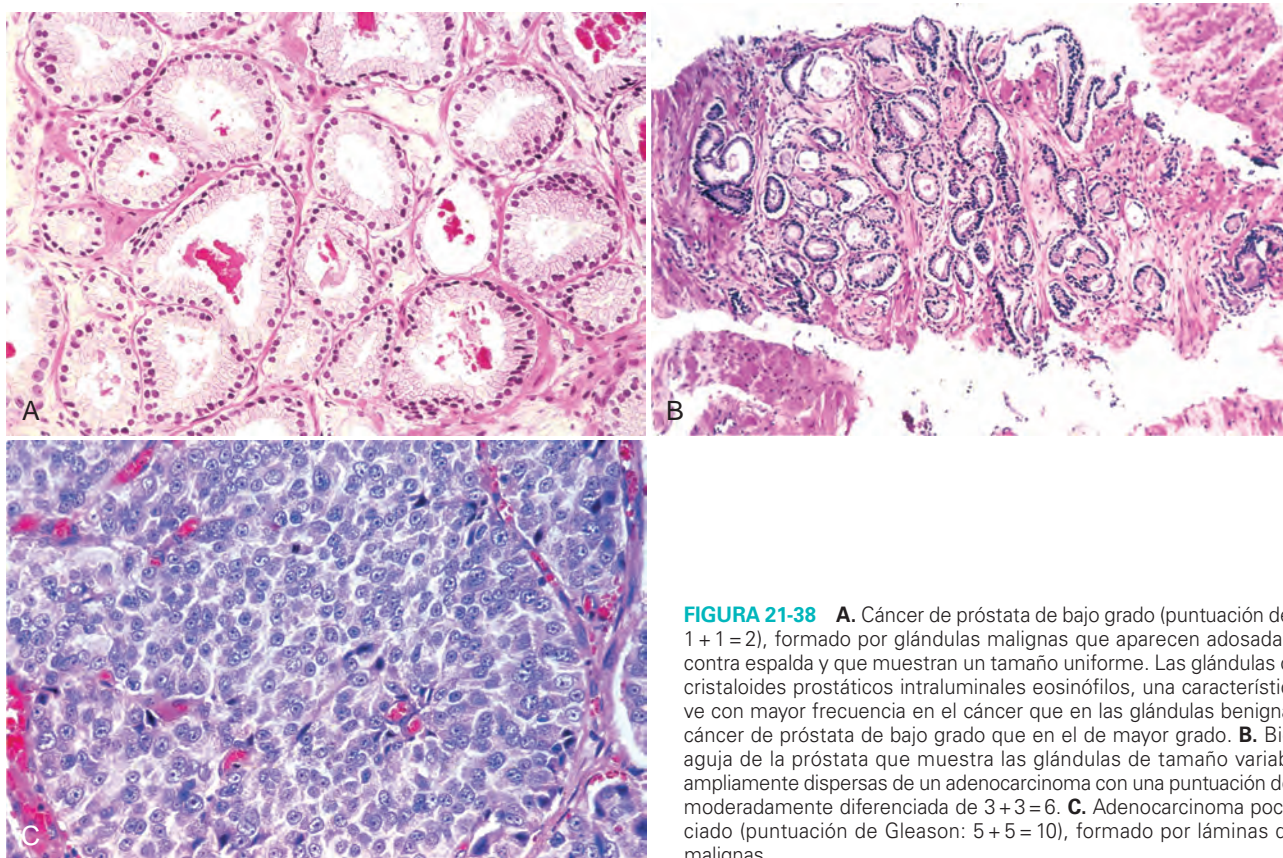 A
B
C
FIGURA 21-38 A. Cáncer de próstata de bajo grado (puntuación de
1 + 1 = 2), formado por glándulas malignas que aparecen adosada
contra espalda y que muestran un tamaño uniforme. Las glándulas c
cristaloides prostáticos intraluminales eosinófilos, una característic
ve con mayor frecuencia en el cáncer que en las glándulas benigna
cáncer de próstata de bajo grado que en el de mayor grado. B. Bi
aguja de la próstata que muestra las glándulas de tamaño variab
ampliamente dispersas de un adenocarcinoma con una puntuación d
moderadamente diferenciada de 3 + 3 = 6. C. Adenocarcinoma poc
ciado (puntuación de Gleason: 5 + 5 = 10), formado por láminas d
malignas